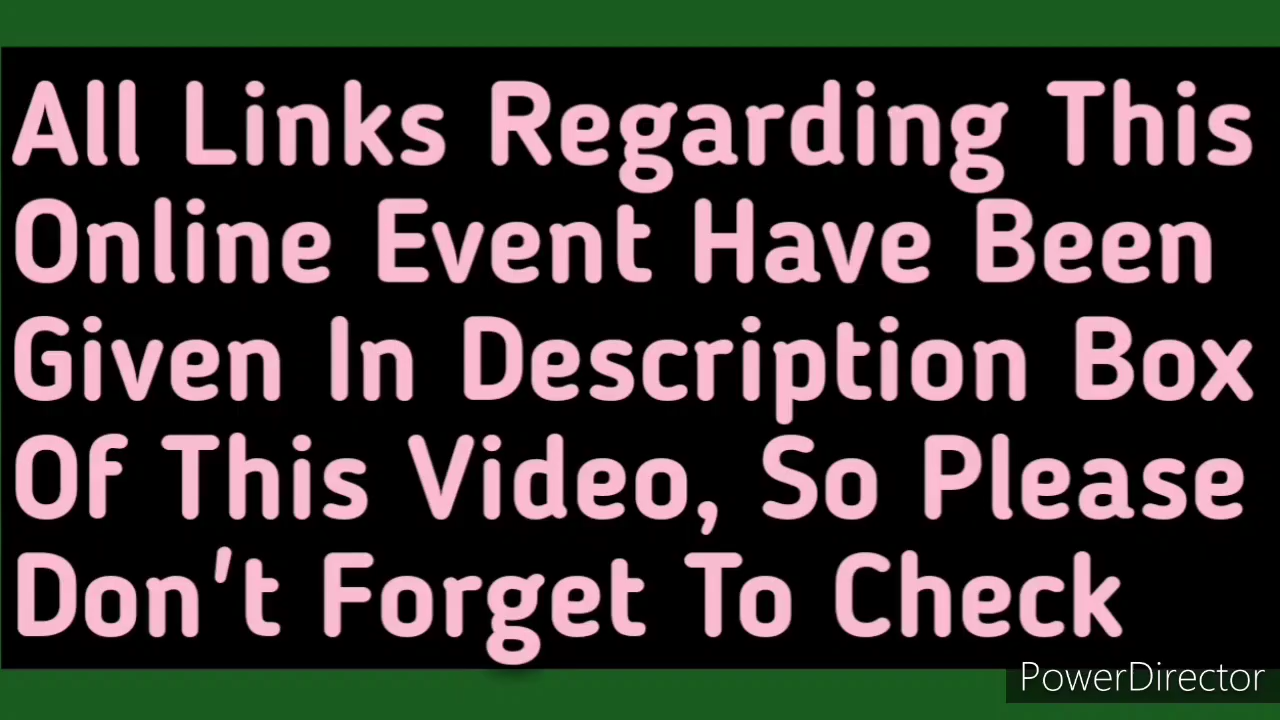 All Links Regarding This
Online Event Have Been
Given In Description Box
Of This Video, So Please
Don't Forget To Check
PowerDirector